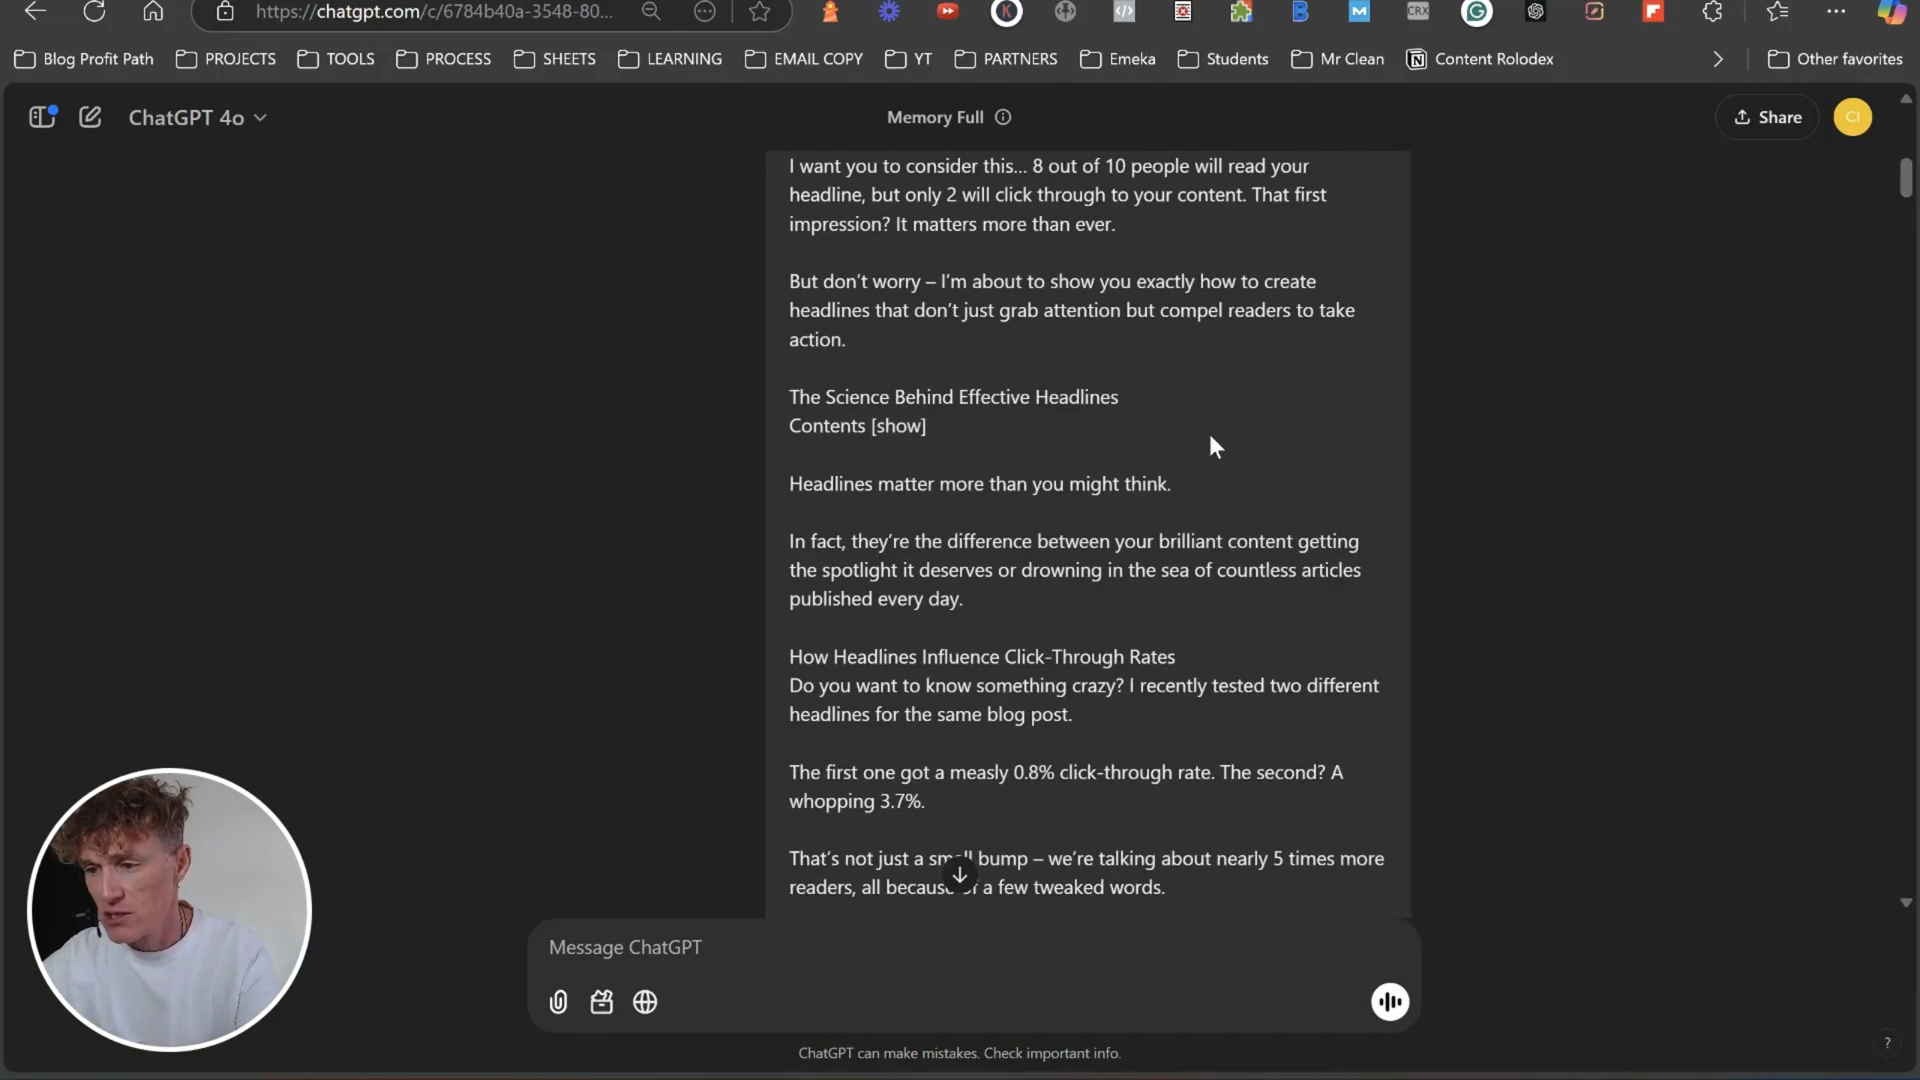 https://chatgpt.com/c/6784b40a-3548-80...
K
M
CRX
Blog Profit Path
PROJECTS
TOOLS
PROCESS
SHEETS
LEARNING
EMAIL COPY
YT
PARTNERS
Emeka
Students
Mr Clean
Content Rolodex
Other favorites
ChatGPT 4o
Memory Full
Share
CI
I want you to consider this... 8 out of 10 people will read your
headline, but only 2 will click through to your content. That first
impression? It matters more than ever.
But don't worry – I'm about to show you exactly how to create
headlines that don't just grab attention but compel readers to take
action.
The Science Behind Effective Headlines
Contents [show]
Headlines matter more than you might think.
In fact, they're the difference between your brilliant content getting
the spotlight it deserves or drowning in the sea of countless articles
published every day.
How Headlines Influence Click-Through Rates
Do you want to know something crazy? I recently tested two different
headlines for the same blog post.
The first one got a measly 0.8% click-through rate. The second? A
whopping 3.7%.
That's not just a small bump – we're talking about nearly 5 times more
readers, all because of a few tweaked words.
Message ChatGPT
ChatGPT can make mistakes. Check important info.
?